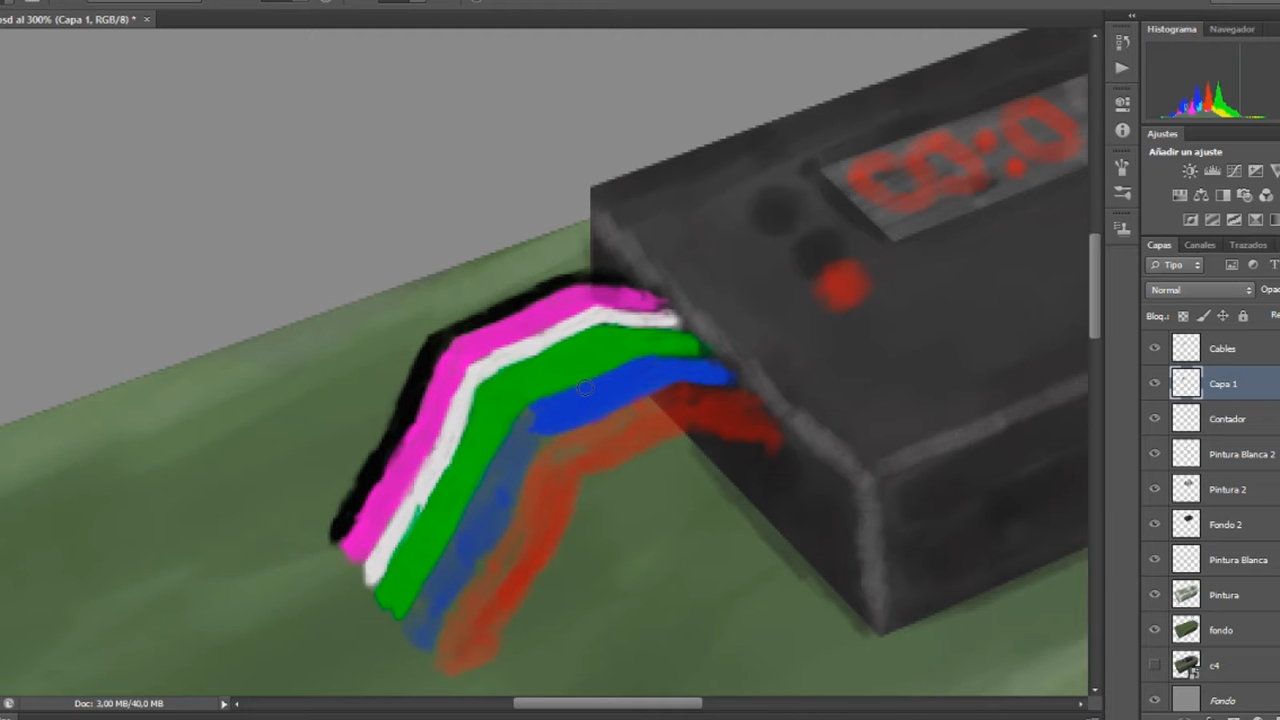 psd al 300% (Capa 1, RGB/8) * ×
Histograma Navegador
Ajustes
Añadir un ajuste
Capas Canales Trazados
Tipo
Normal
Bloq.:
Cables
Capa 1
Contador
Pintura Blanca 2
Pintura 2
Fondo 2
Pintura Blanca
Pintura
fondo
c4
Fondo
Doc: 3,00 MB/40,0 MB